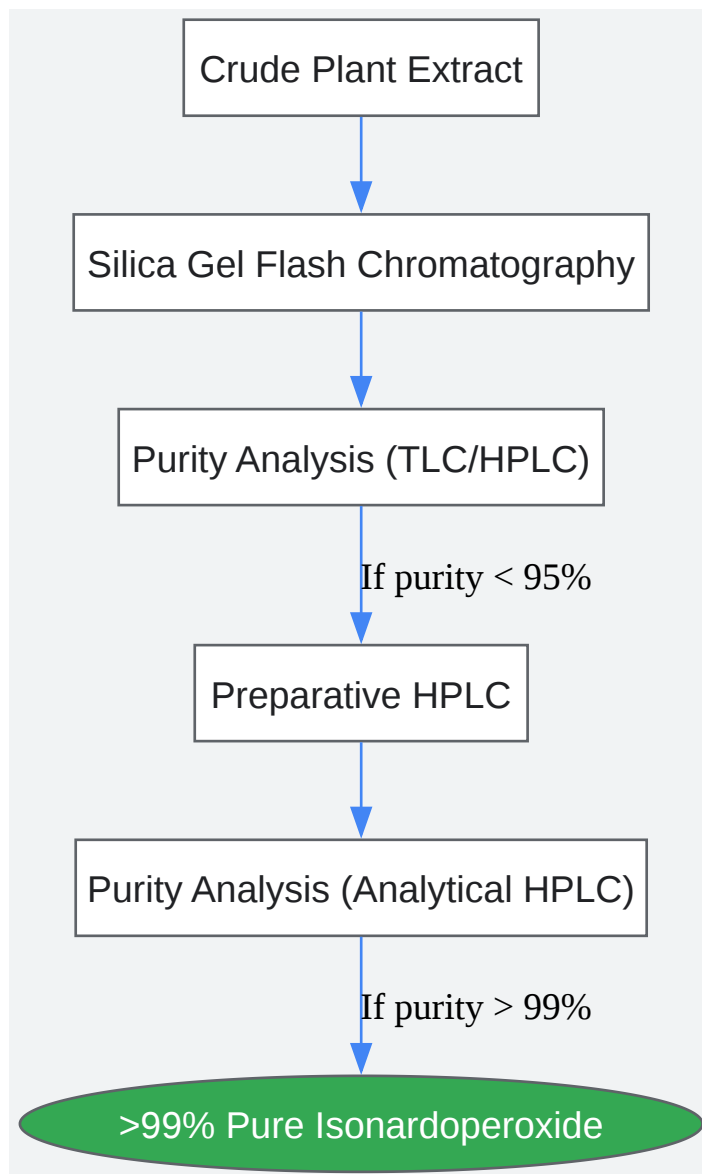 Crude Plant Extract
Silica Gel Flash Chromatography
Purity Analysis (TLC/HPLC)
If purity < 95%
Preparative HPLC
Purity Analysis (Analytical HPLC)
If purity > 99%
>99% Pure Isonardoperoxide